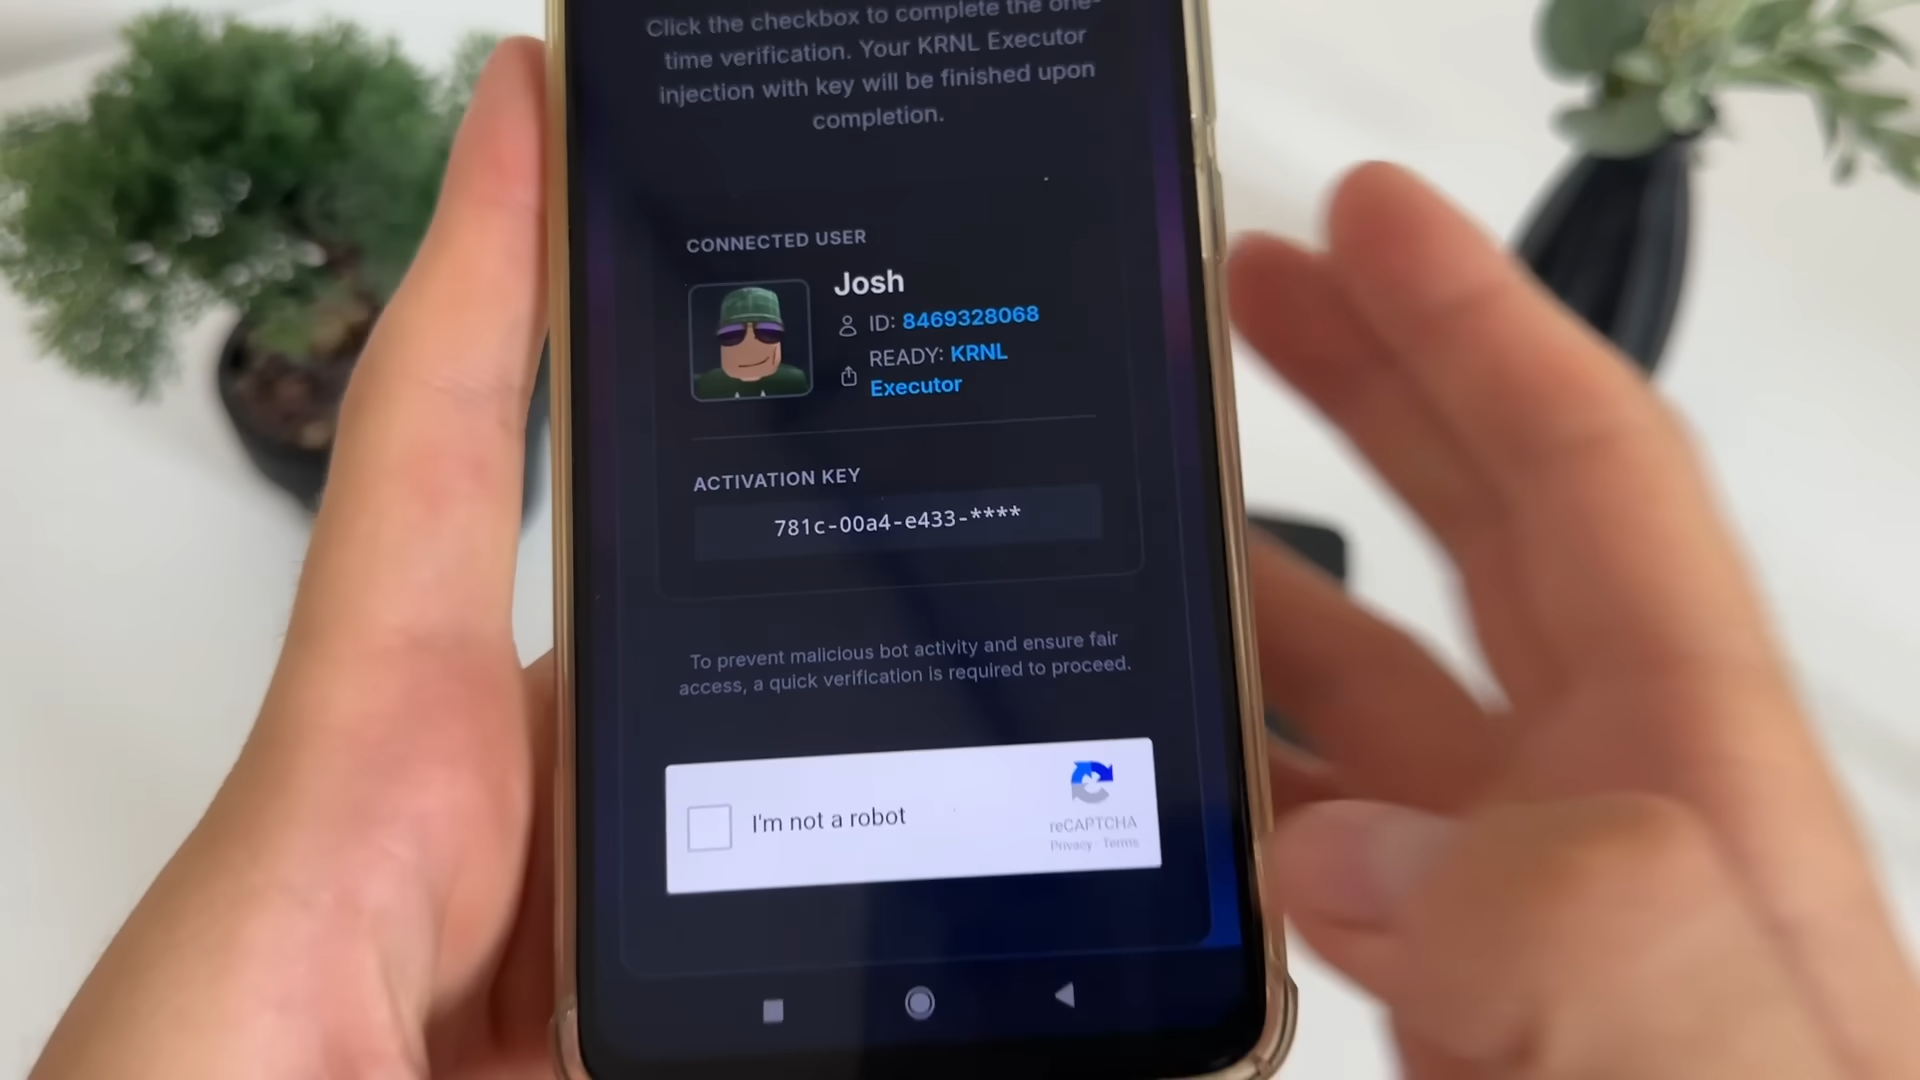 Click the checkbox to complete the one-
time verification. Your KRNL Executor
injection with key will be finished upon
completion.
CONNECTED USER
Josh
ID: 8469328068
READY: KRNL
Executor
ACTIVATION KEY
781c-00a4-e433-****
To prevent malicious bot activity and ensure fair
access, a quick verification is required to proceed.
I'm not a robot
reCAPTCHA
Privacy - Terms